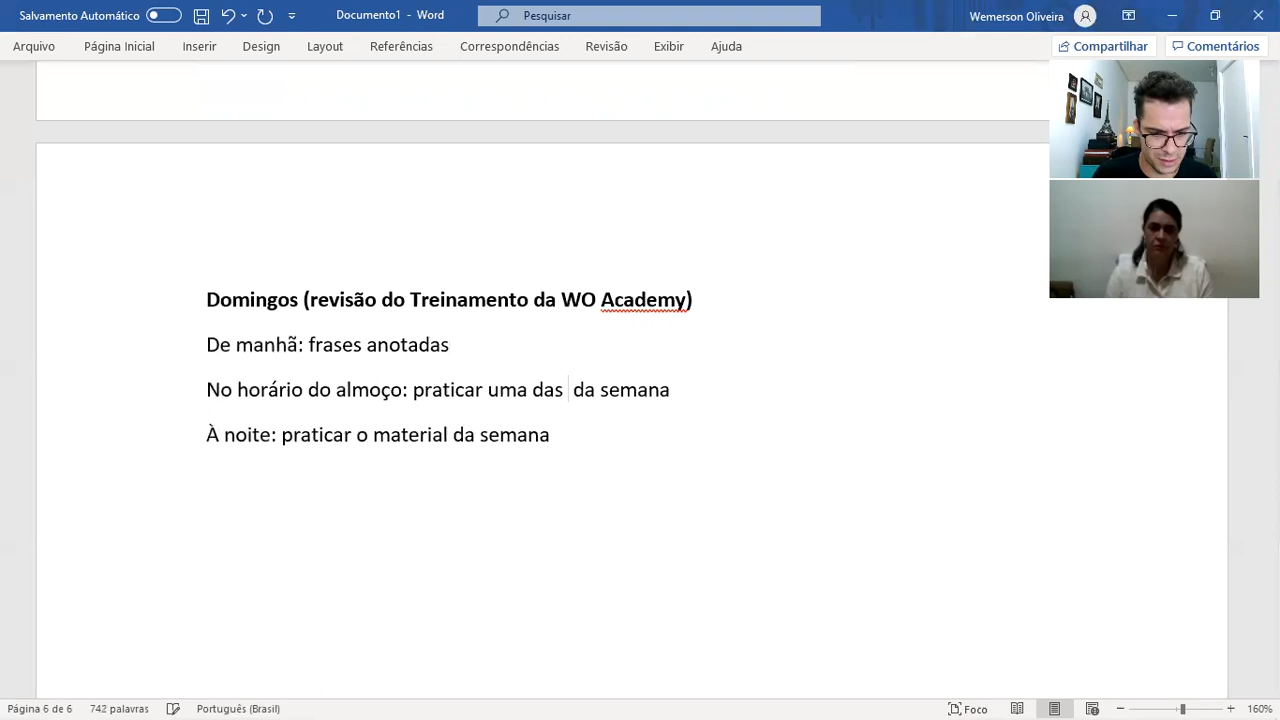 Salvamento Automático
Documento1 - Word
Pesquisar
Wemerson Oliveira
Arquivo
Página Inicial
Inserir
Design
Layout
Referências
Correspondências
Revisão
Exibir
Ajuda
Compartilhar
Comentários
Domingos (revisão do Treinamento da WO Academy)
De manhã: frases anotadas
No horário do almoço: praticar uma das da semana
À noite: praticar o material da semana
Página 6 de 6
742 palavras
Português (Brasil)
Foco
160%